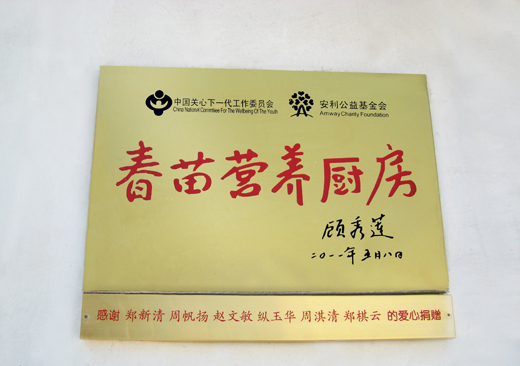 中国关心下一代工作委员会 安利公益基金会
China National Committee For The Wellbeing Of The Youth Amway Charity Foundation
春苗营养厨房
顾秀莲
二〇一一年五月八日
感谢 郑新清 周帆扬 赵文敏 纵玉华 周淇清 郑棋云 的爱心捐赠